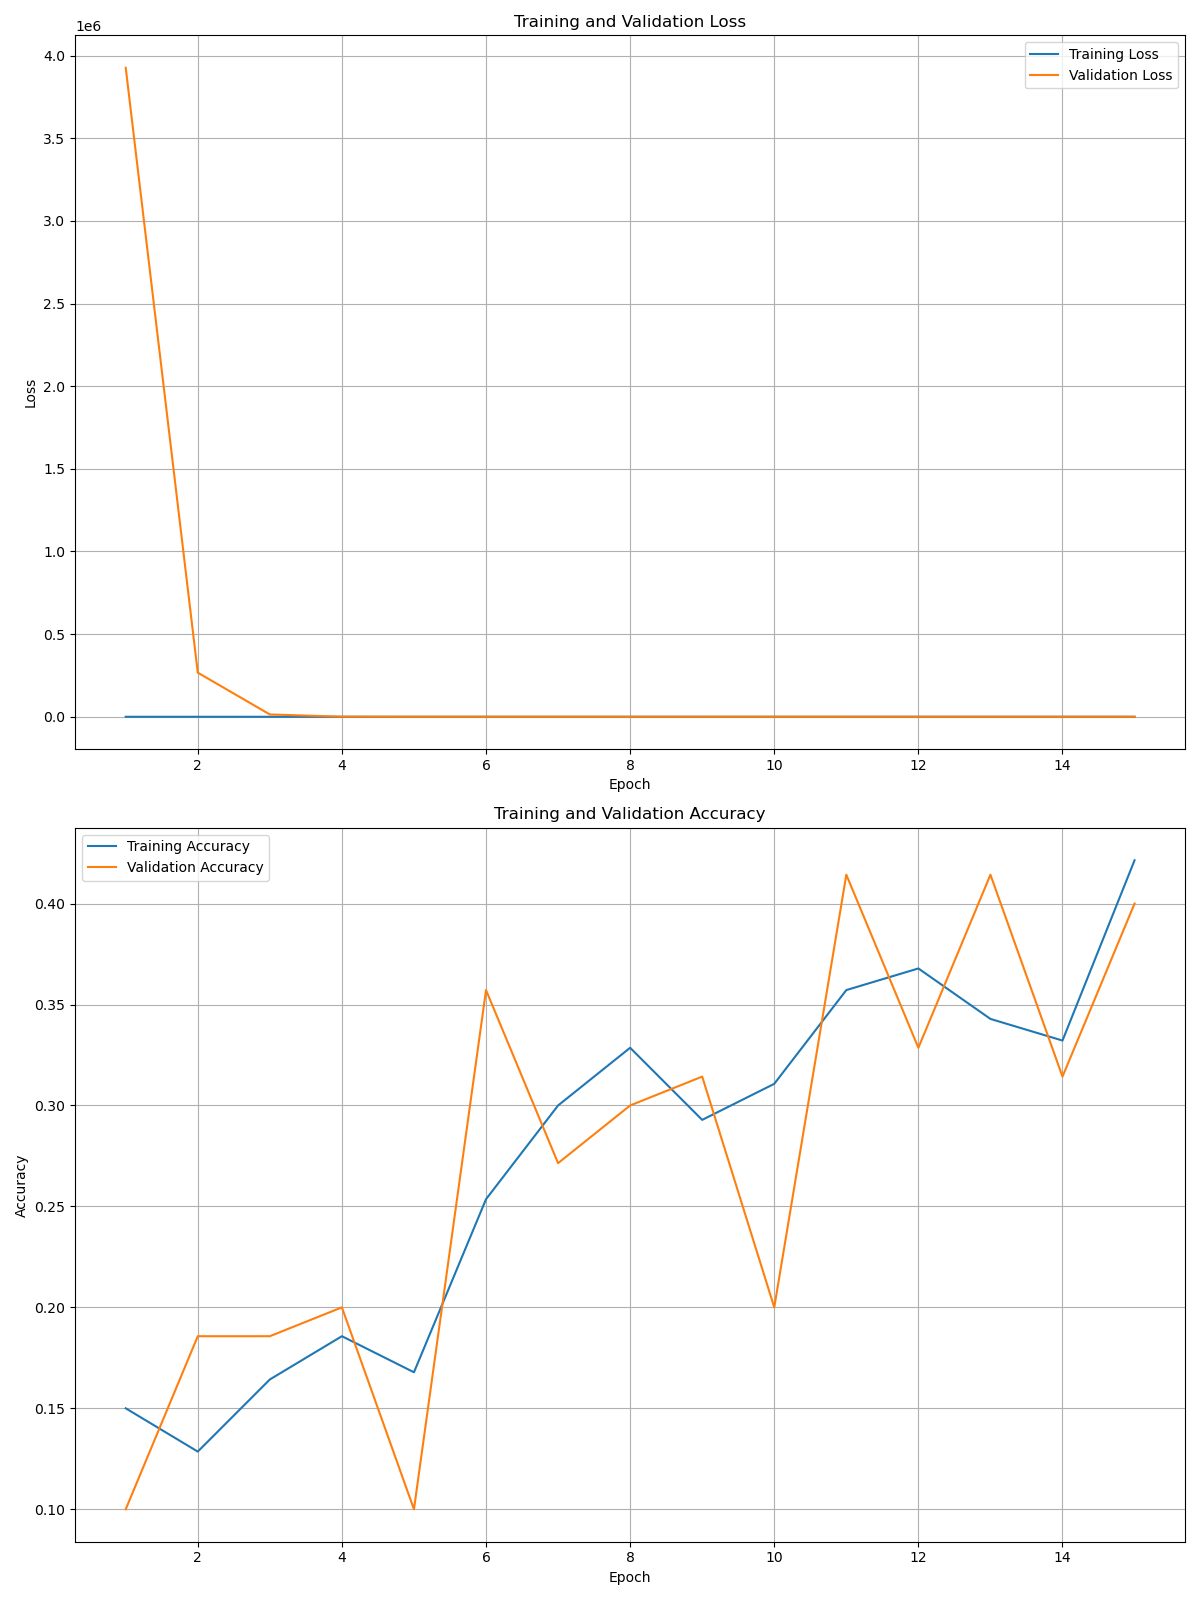 Training and Validation Loss
1e6
Training Loss
Validation Loss
4.0
3.5
3.0
2.5
2.0
1.5
1.0
0.5
0.0
Loss
2 4 6 8 10 12 14
Epoch
Training and Validation Accuracy
Training Accuracy
Validation Accuracy
0.40
0.35
0.30
0.25
0.20
0.15
0.10
Accuracy
2 4 6 8 10 12 14
Epoch